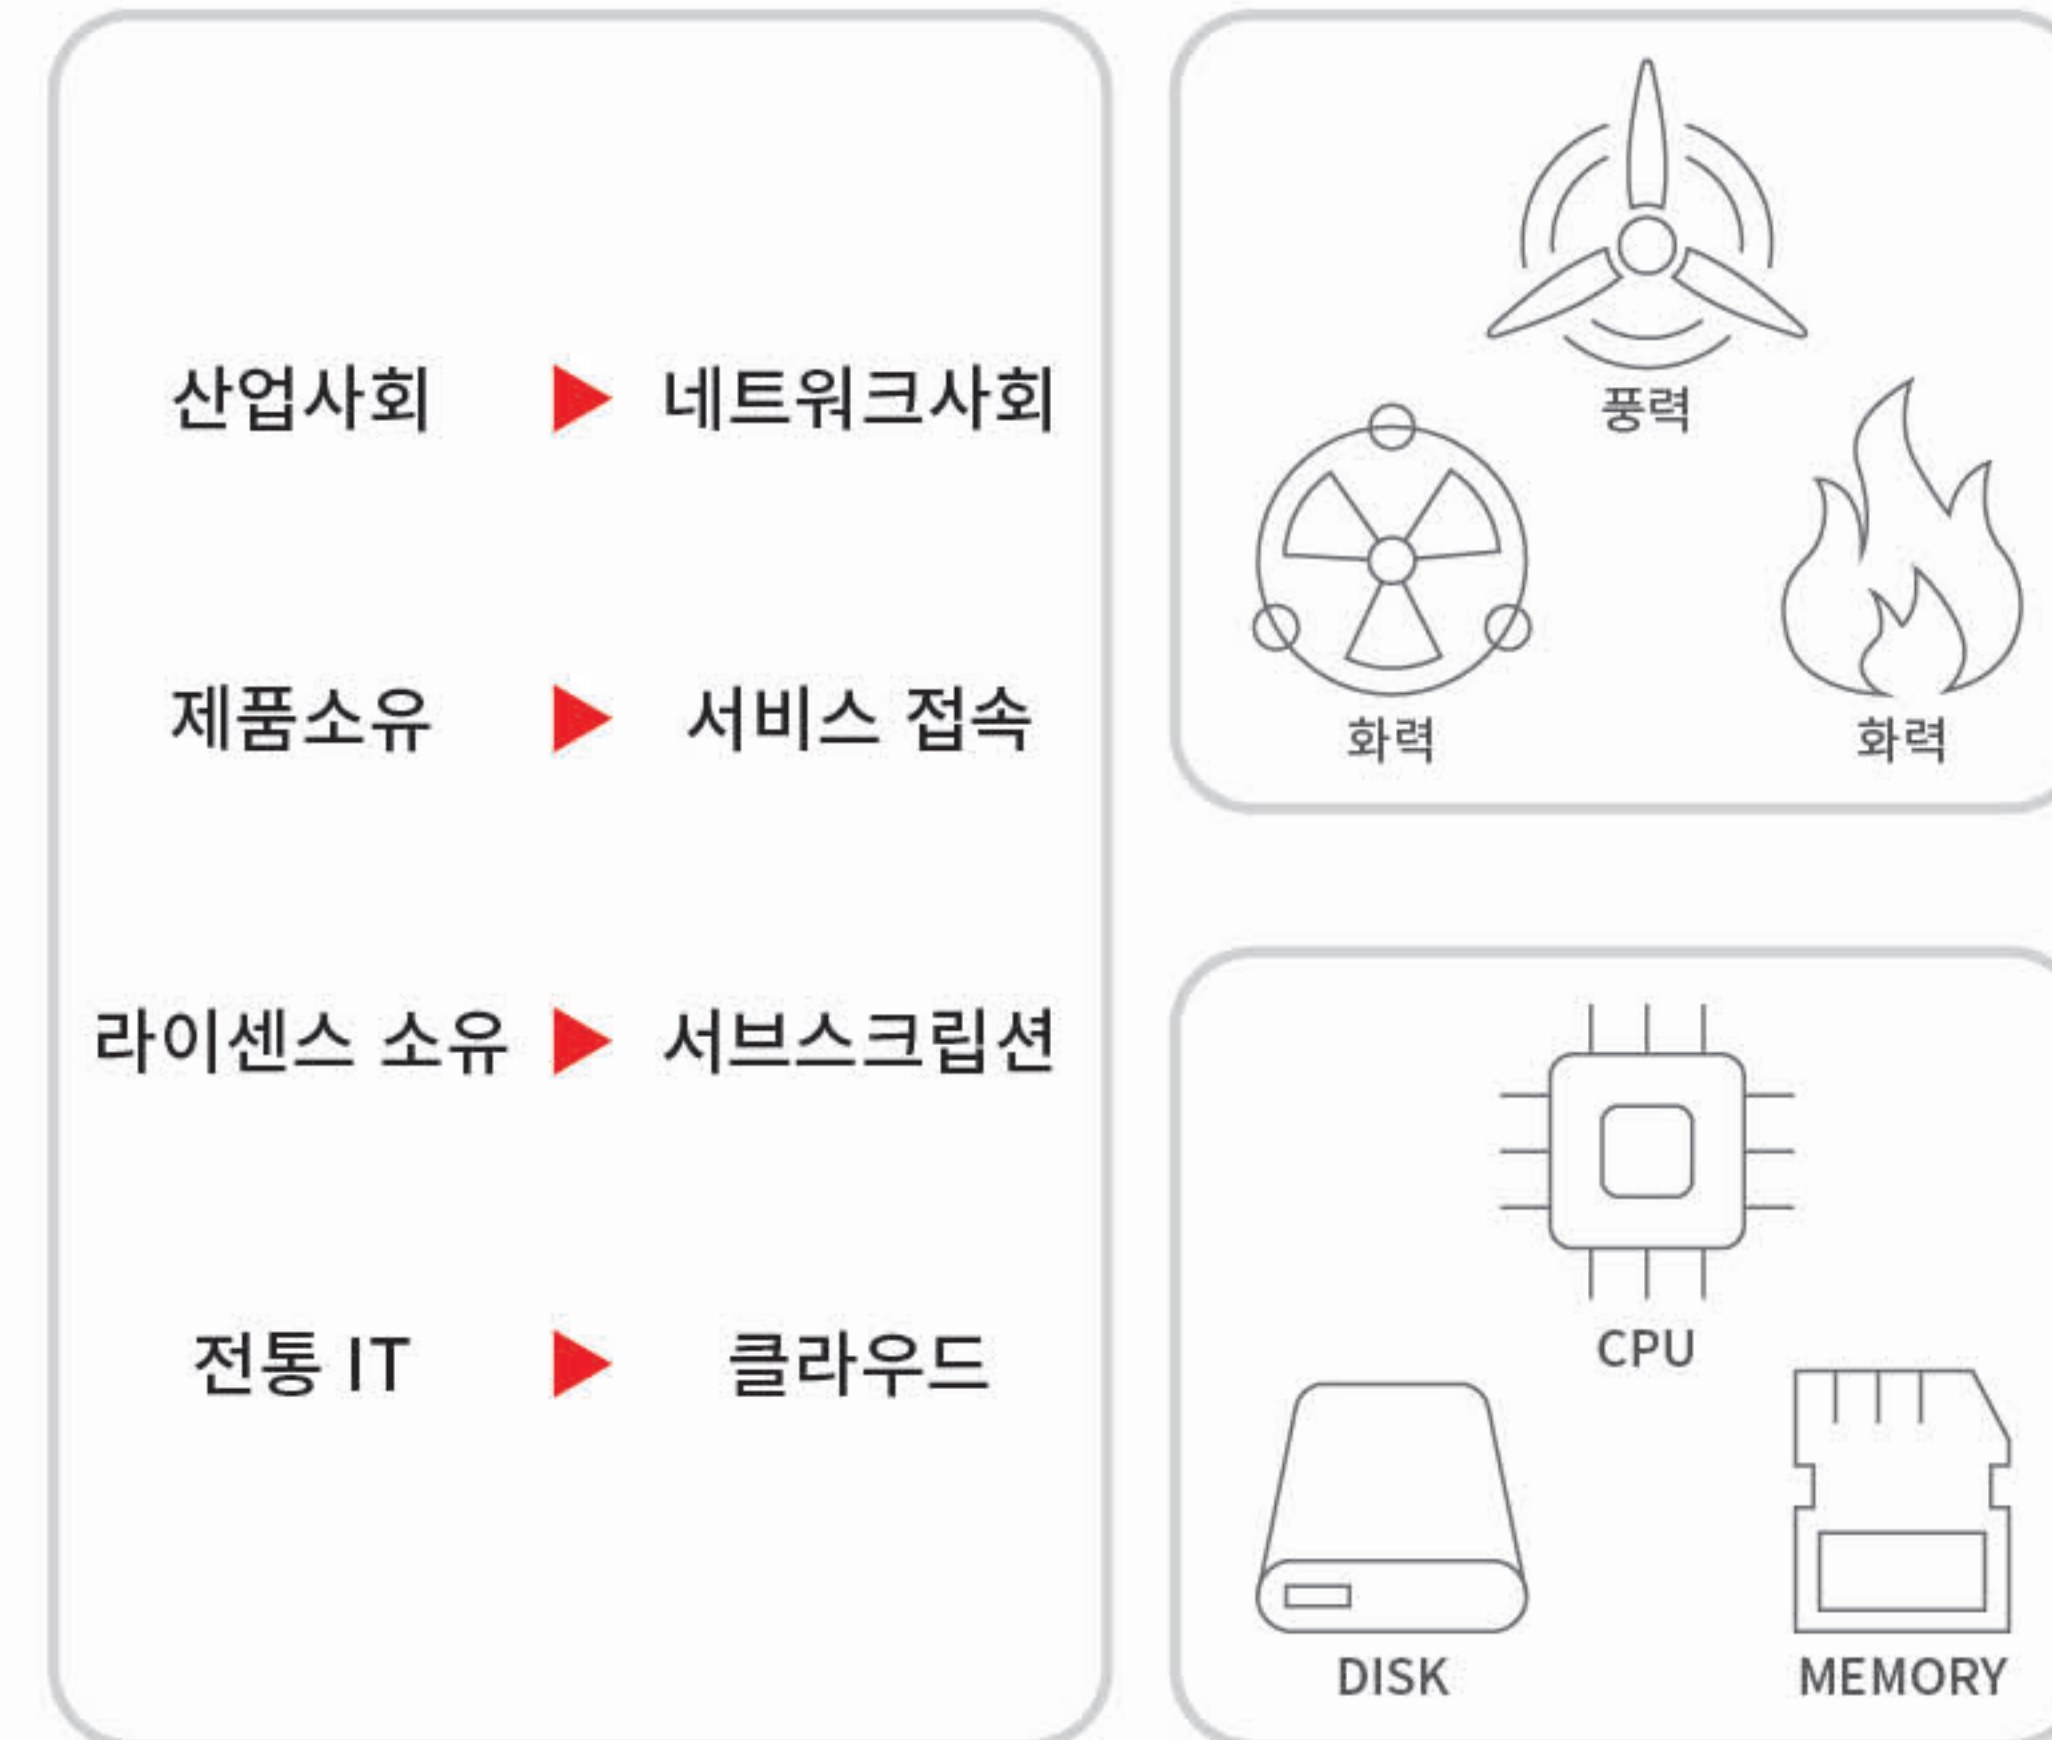 산업사회 ▶ 네트워크사회
제품소유 ▶ 서비스 접속
라이센스 소유 ▶ 서브스크립션
전통 IT ▶ 클라우드
풍력
화력 화력
CPU
DISK MEMORY